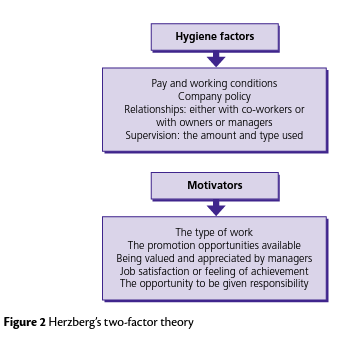 Hygiene factors
Pay and working conditions
Company policy
Relationships: either with co-workers or
with owners or managers
Supervision: the amount and type used
Motivators
The type of work
The promotion opportunities available
Being valued and appreciated by managers
Job satisfaction or feeling of achievement
The opportunity to be given responsibility
Figure 2 Herzberg's two-factor theory